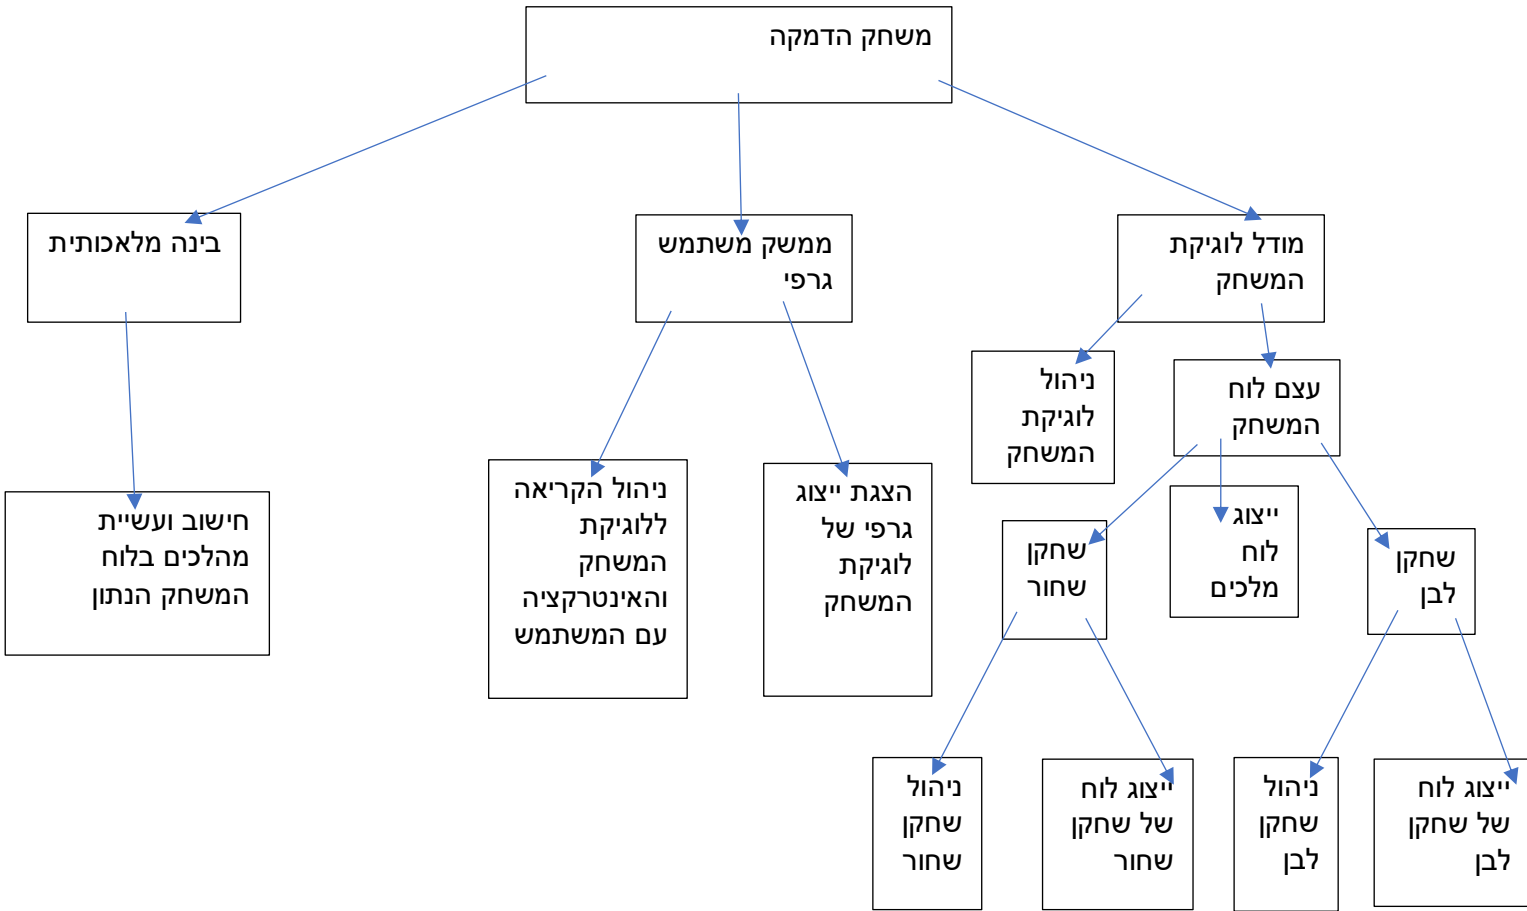 משחק הדמקה
מודל לוגיקת
המשחק
ממשק משתמש
גרפי
בינה מלאכותית
עצם לוח
המשחק
ניהול
לוגיקת
המשחק
הצגת ייצוג
גרפי של
לוגיקת
המשחק
ניהול הקריאה
ללוגיקת
המשחק
והאינטרקציה
עם המשתמש
חישוב ועשיית
מהלכים בלוח
המשחק הנתון
שחקן
לבן
ייצוג
לוח
מלכים
שחקן
שחור
ייצוג לוח
של שחקן
לבן
ניהול
שחקן
לבן
ייצוג לוח
של שחקן
שחור
ניהול
שחקן
שחור